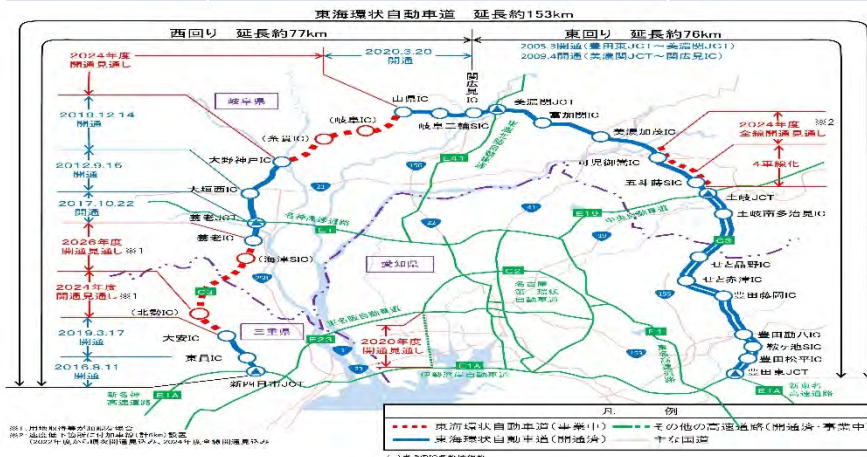 東海環状自動車道　延長約153km
西回り　延長約77km
東回り　延長約76km
2024年度
開通見通し
2020.3.20
開通
2005.3開通(豊田東JCT～美濃関JCT)
2009.4開通(美濃関JCT～関広見IC)
関広見IC
山県IC
美濃関JCT
岐阜県
(岐阜IC)
岐阜三輪SIC
富加関IC
2024年度
全線開通見通し
※2
開通
(糸貫IC)
美濃加茂IC
大野神戸IC
可児御嵩IC
4車線化
2012.9.15
開通
E41
156
五斗蒔SIC
大垣西IC
21
土岐JCT
2017.10.22
開通
養老JCT
名神高速道路
E1
中央自動車道
E19
土岐南多治見IC
2026年度
開通見通し※1
養老IC
(海津SIC)
愛知県
C3
せと品野IC
258
C2
名古屋
せと赤津IC
2024年度
開通見通し※1
(北勢IC)
自動車道
155
豊田藤岡IC
三重県
東名阪自動車道
2019.3.17
開通
大安IC
E23
2020年度
開通見通し
E1
豊田勘八IC
鞍ケ池SIC
東員IC
豊田松平IC
2016.8.11
開通
新四日市JCT
伊勢湾岸自動車道
E1A
豊田東JCT
新名神
高速道路
E1A
新東名
高速道路
E1A
凡　例
東海環状自動車道(事業中)
その他の高速道路(開通済・事業中)
東海環状自動車道(開通済)
主な国道